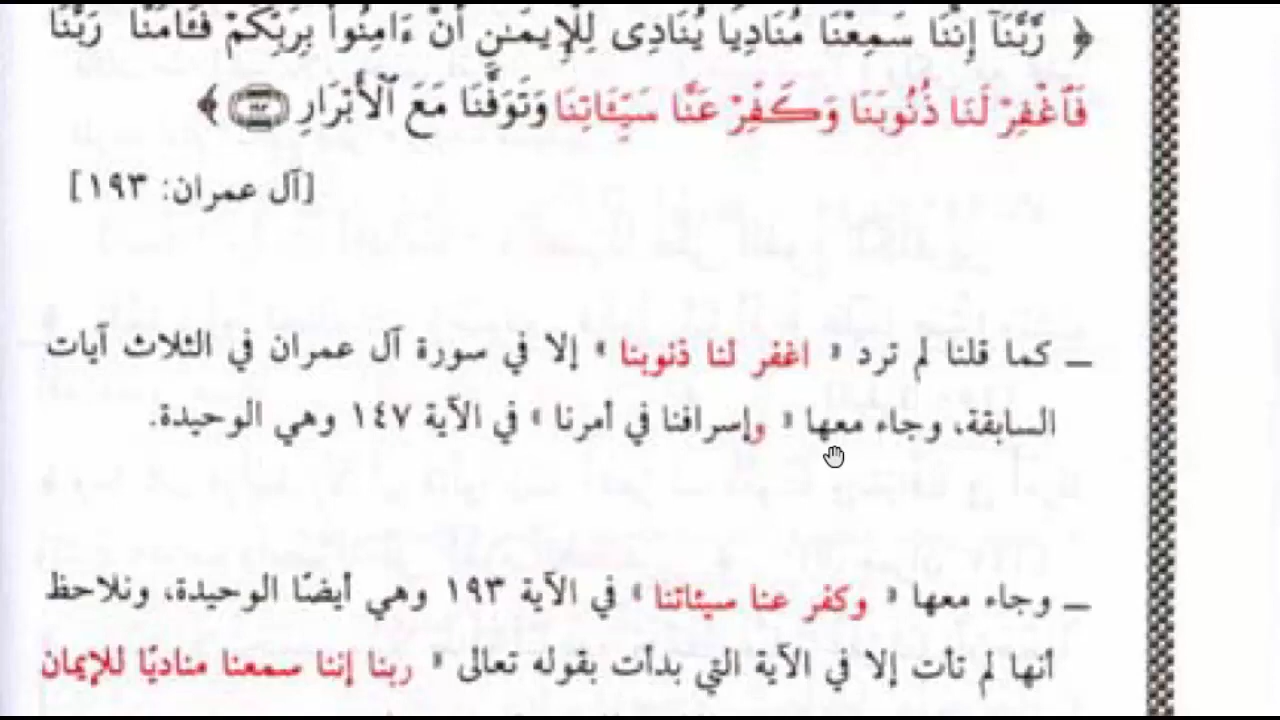 ﴿ رَّبَّنَآ إِنَّنَا سَمِعْنَا مُنَادِيًا يُنَادِى لِلْإِيمَـٰنِ أَنْ ءَامِنُوا۟ بِرَبِّكُمْ فَـَٔامَنَّا ۚ رَبَّنَا
فَٱغْفِرْ لَنَا ذُنُوبَنَا وَكَفِّرْ عَنَّا سَيِّـَٔاتِنَا وَتَوَفَّنَا مَعَ ٱلْأَبْرَارِ ﴾
[آل عمران: ١٩٣]
ـ كما قلنا لم ترد « اغفر لنا ذنوبنا » إلا في سورة آل عمران في الثلاث آيات
السابقة، وجاء معها « وإسرافنا في أمرنا » في الآية ١٤٧ وهي الوحيدة.
ـ وجاء معها « وكفر عنا سيئاتنا » في الآية ١٩٣ وهي أيضًا الوحيدة، ونلاحظ
أنها لم تأت إلا في الآية التي بدأت بقوله تعالى « ربنا إننا سمعنا مناديًا للإيمان